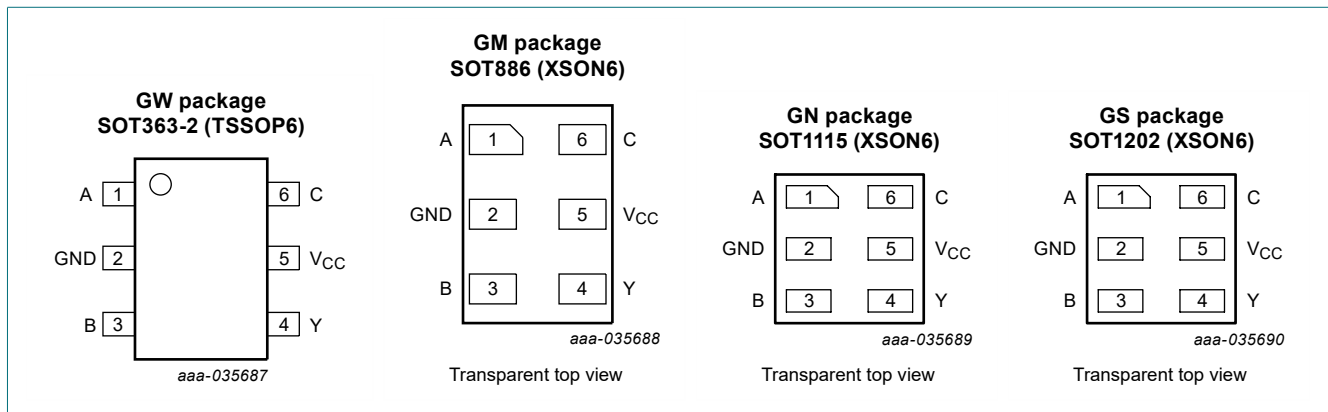 GW package
SOT363-2 (TSSOP6)
A 1 6 C
GND 2 5 VCC
B 3 4 Y
aaa-035687
GM package
SOT886 (XSON6)
A 1 6 C
GND 2 5 VCC
B 3 4 Y
aaa-035688
Transparent top view
GN package
SOT1115 (XSON6)
A 1 6 C
GND 2 5 VCC
B 3 4 Y
aaa-035689
Transparent top view
GS package
SOT1202 (XSON6)
A 1 6 C
GND 2 5 VCC
B 3 4 Y
aaa-035690
Transparent top view